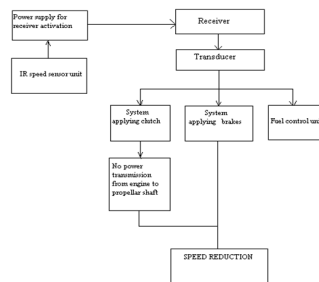 Power supply for
receiver activation
Receiver
IR speed sensor unit
Transducer
System
applying clutch
System
applying brakes
Fuel control uni
No power
transmission
from engine to
propellar shaft
SPEED REDUCTION